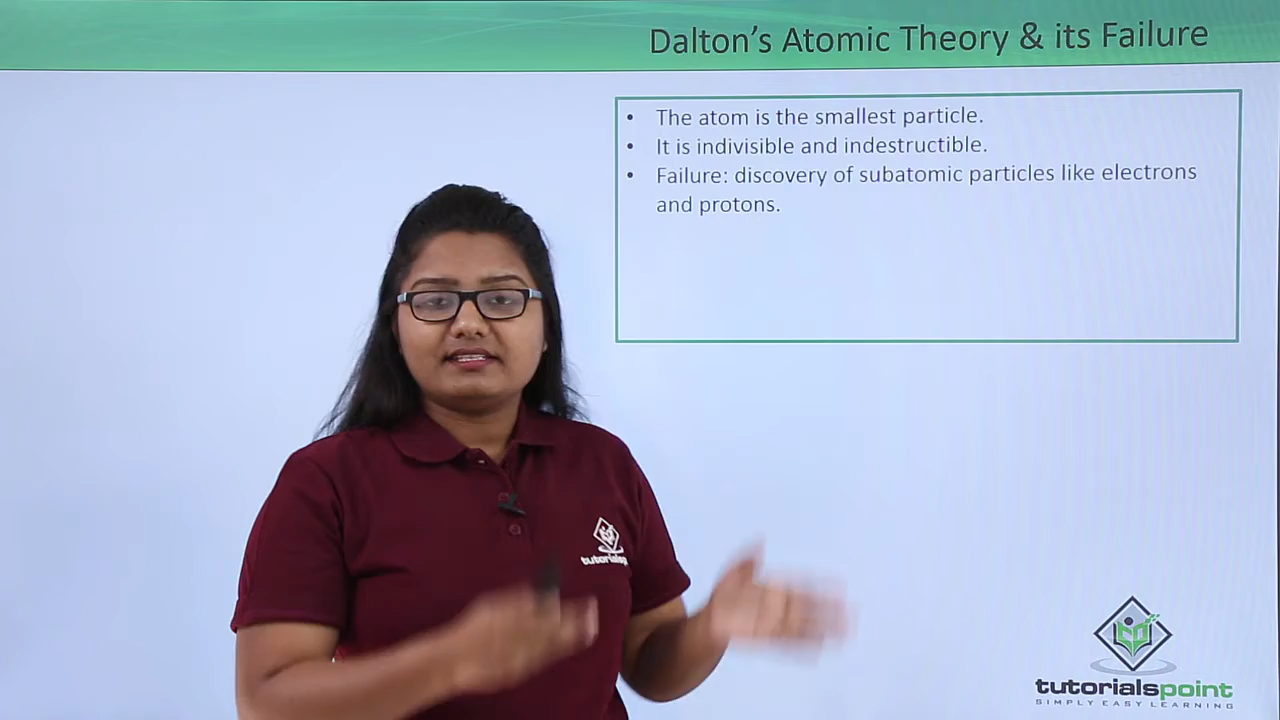 Dalton's Atomic Theory & its Failure
• The atom is the smallest particle.
• It is indivisible and indestructible.
• Failure: discovery of subatomic particles like electrons
and protons.
tutorialsp
tutorialspoint
SIMPLY EASY LEARNING